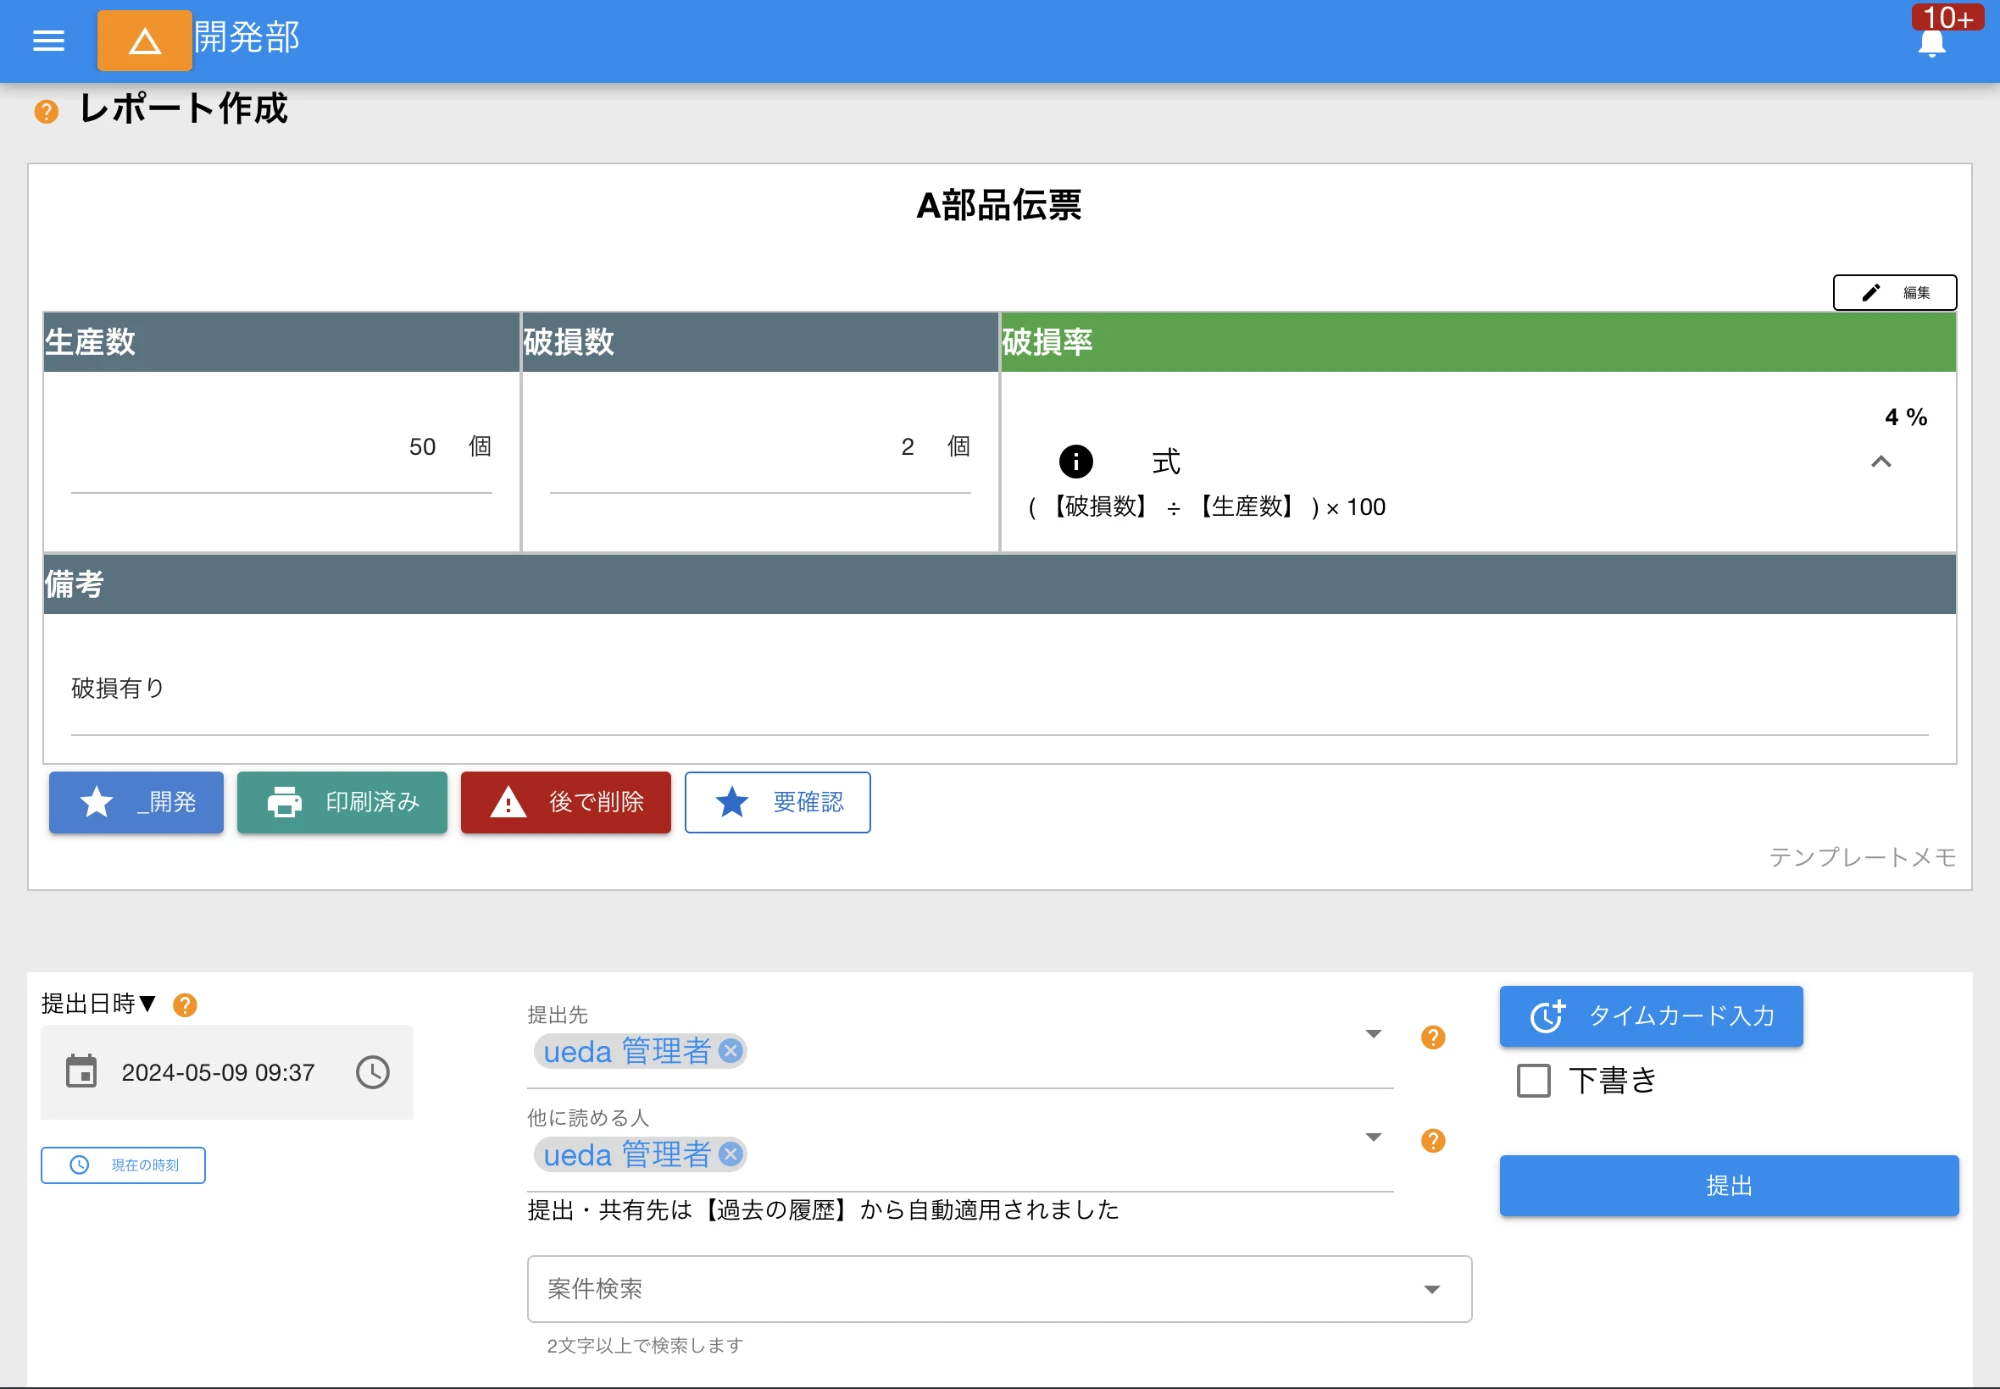 開発部
10+
レポート作成
A部品伝票
編集
生産数 破損数 破損率
4 %
50 個 2 個
式
( 【破損数】 ÷ 【生産数】 ) × 100
備考
破損有り
_開発 印刷済み 後で削除 要確認
テンプレートメモ
提出日時▼
2024-05-09 09:37
現在の時刻
提出先
ueda 管理者
他に読める人
ueda 管理者
提出・共有先は【過去の履歴】から自動適用されました
案件検索
2文字以上で検索します
タイムカード入力
下書き
提出